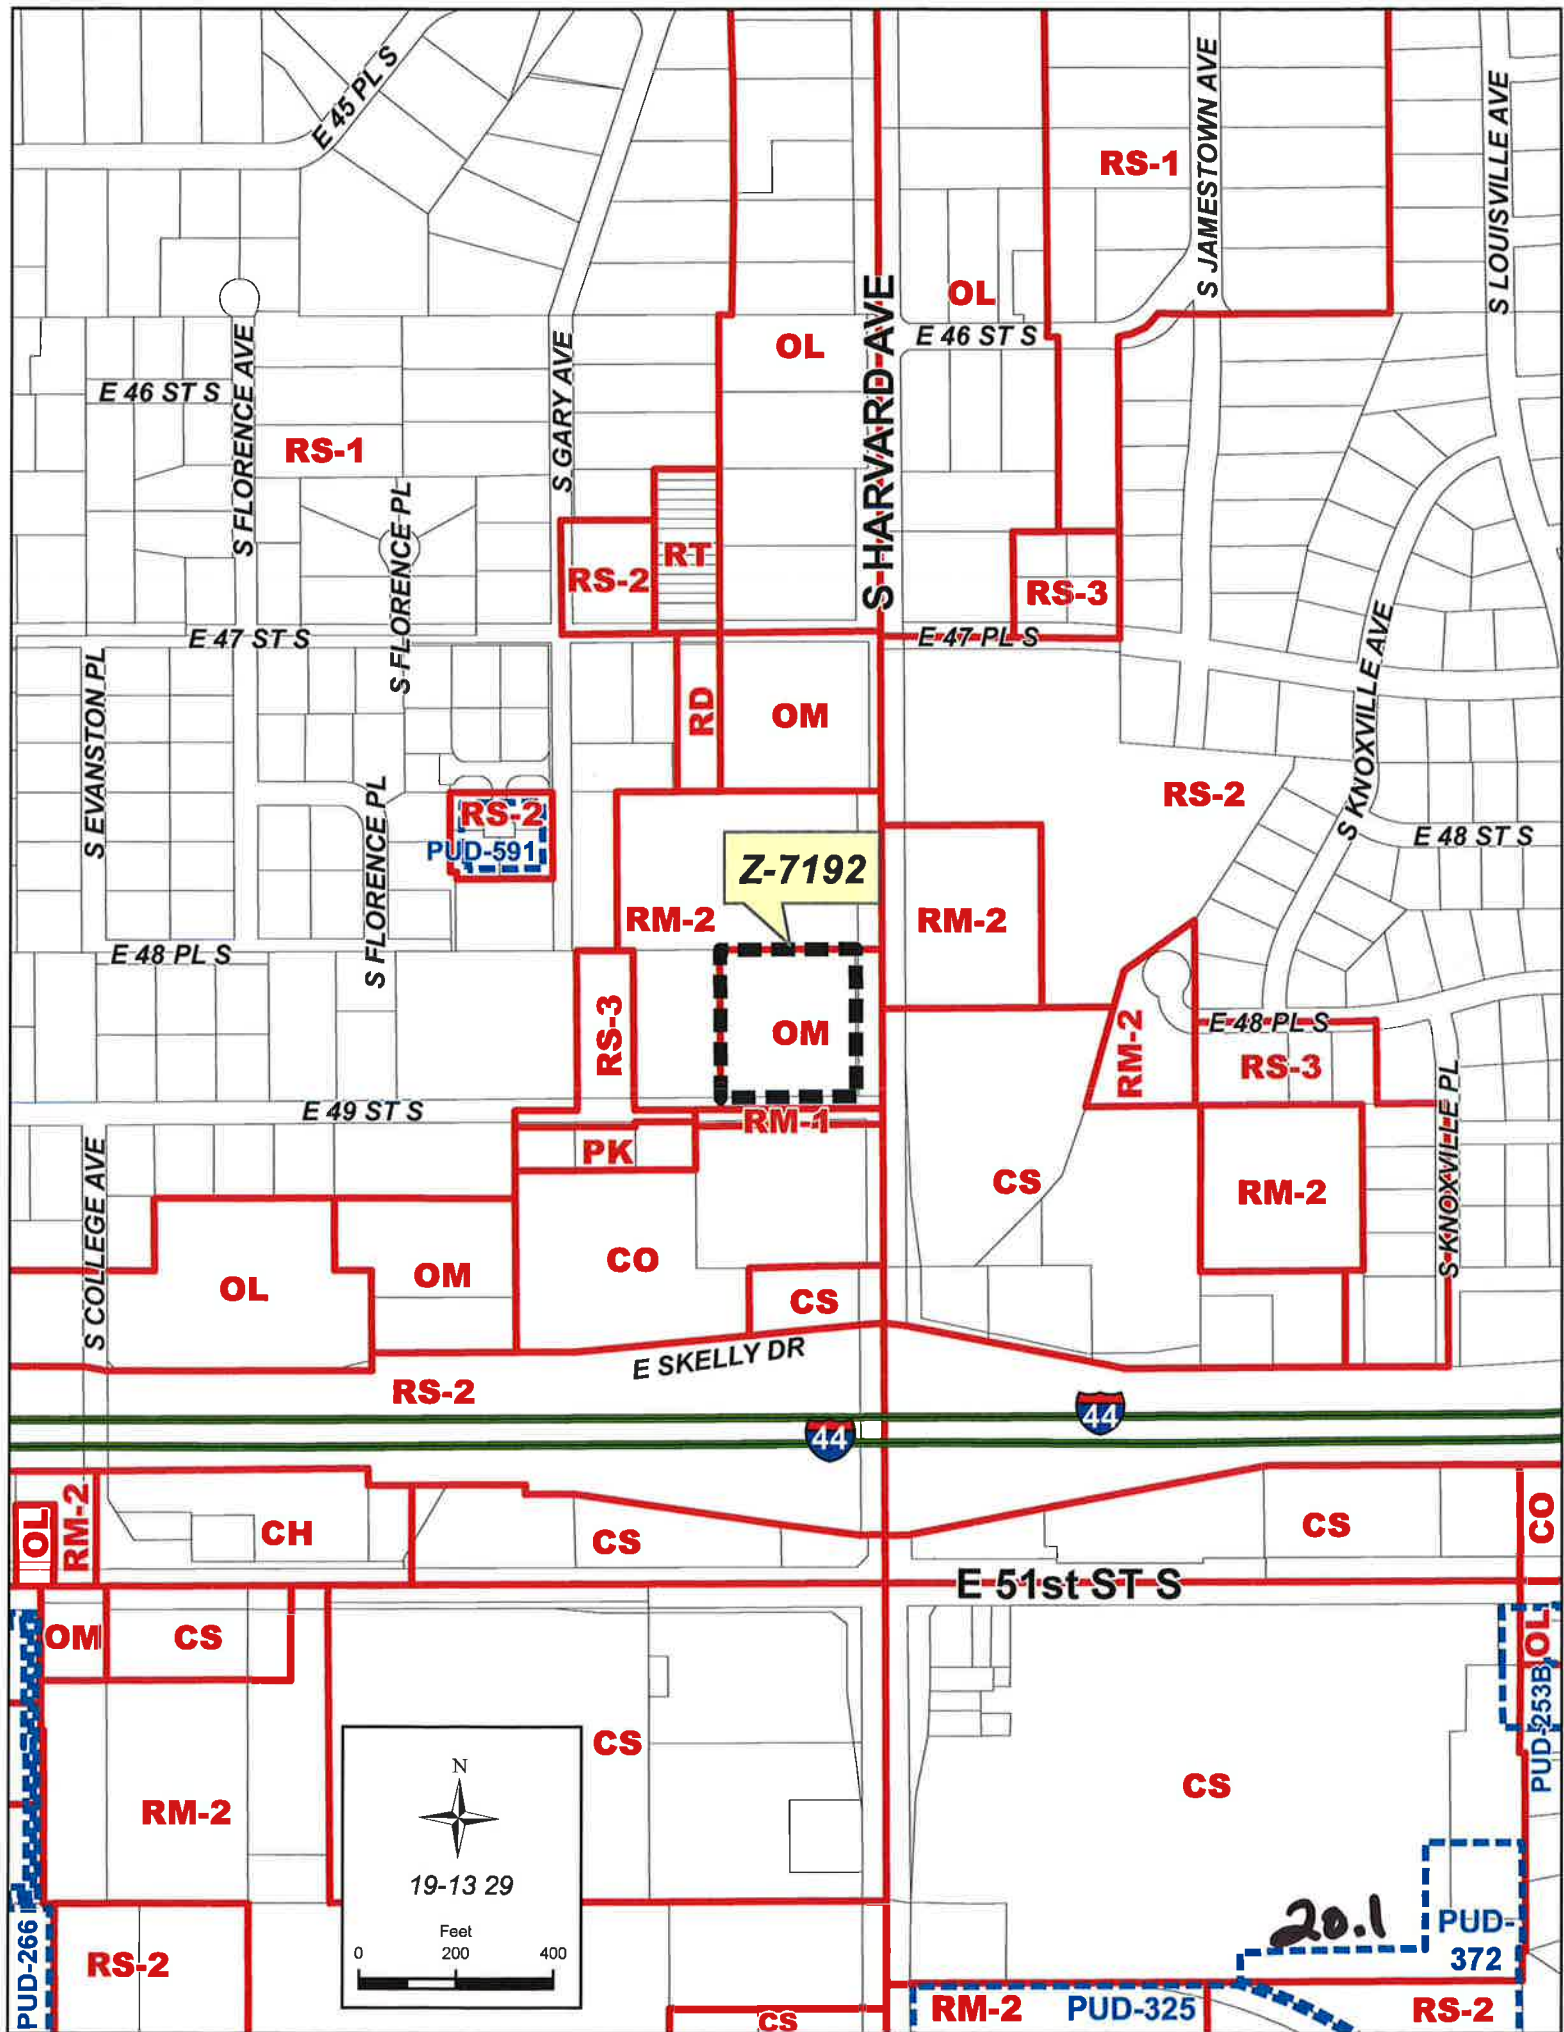 E 45 PL S
S JAMESTOWN AVE
S LOUISVILLE AVE
RS-1
OL
E 46 ST S
OL
S HARVARD AVE
E 46 ST S
S FLORENCE AVE
S GARY AVE
RS-1
S FLORENCE PL
RT
RS-2
RS-3
E 47 ST S
E 47 PL S
S EVANSTON PL
RD
OM
S KNOXVILLE AVE
RS-2
RS-2
PUD-591
E 48 ST S
S FLORENCE PL
Z-7192
RM-2
RM-2
E 48 PL S
RS-3
OM
RM-2
E 48 PL S
RS-3
E 49 ST S
RM-1
PK
S COLLEGE AVE
CS
RM-2
S KNOXVILLE PL
CO
OM
OL
CS
E SKELLY DR
RS-2
44
44
OL
RM-2
CH
CS
CS
CO
E 51st ST S
OM
CS
OL
PUD-253B
CS
CS
RM-2
N
19-13 29
Feet
0 200 400
20.1
PUD-
372
PUD-266
RS-2
RM-2
PUD-325
RS-2
CS